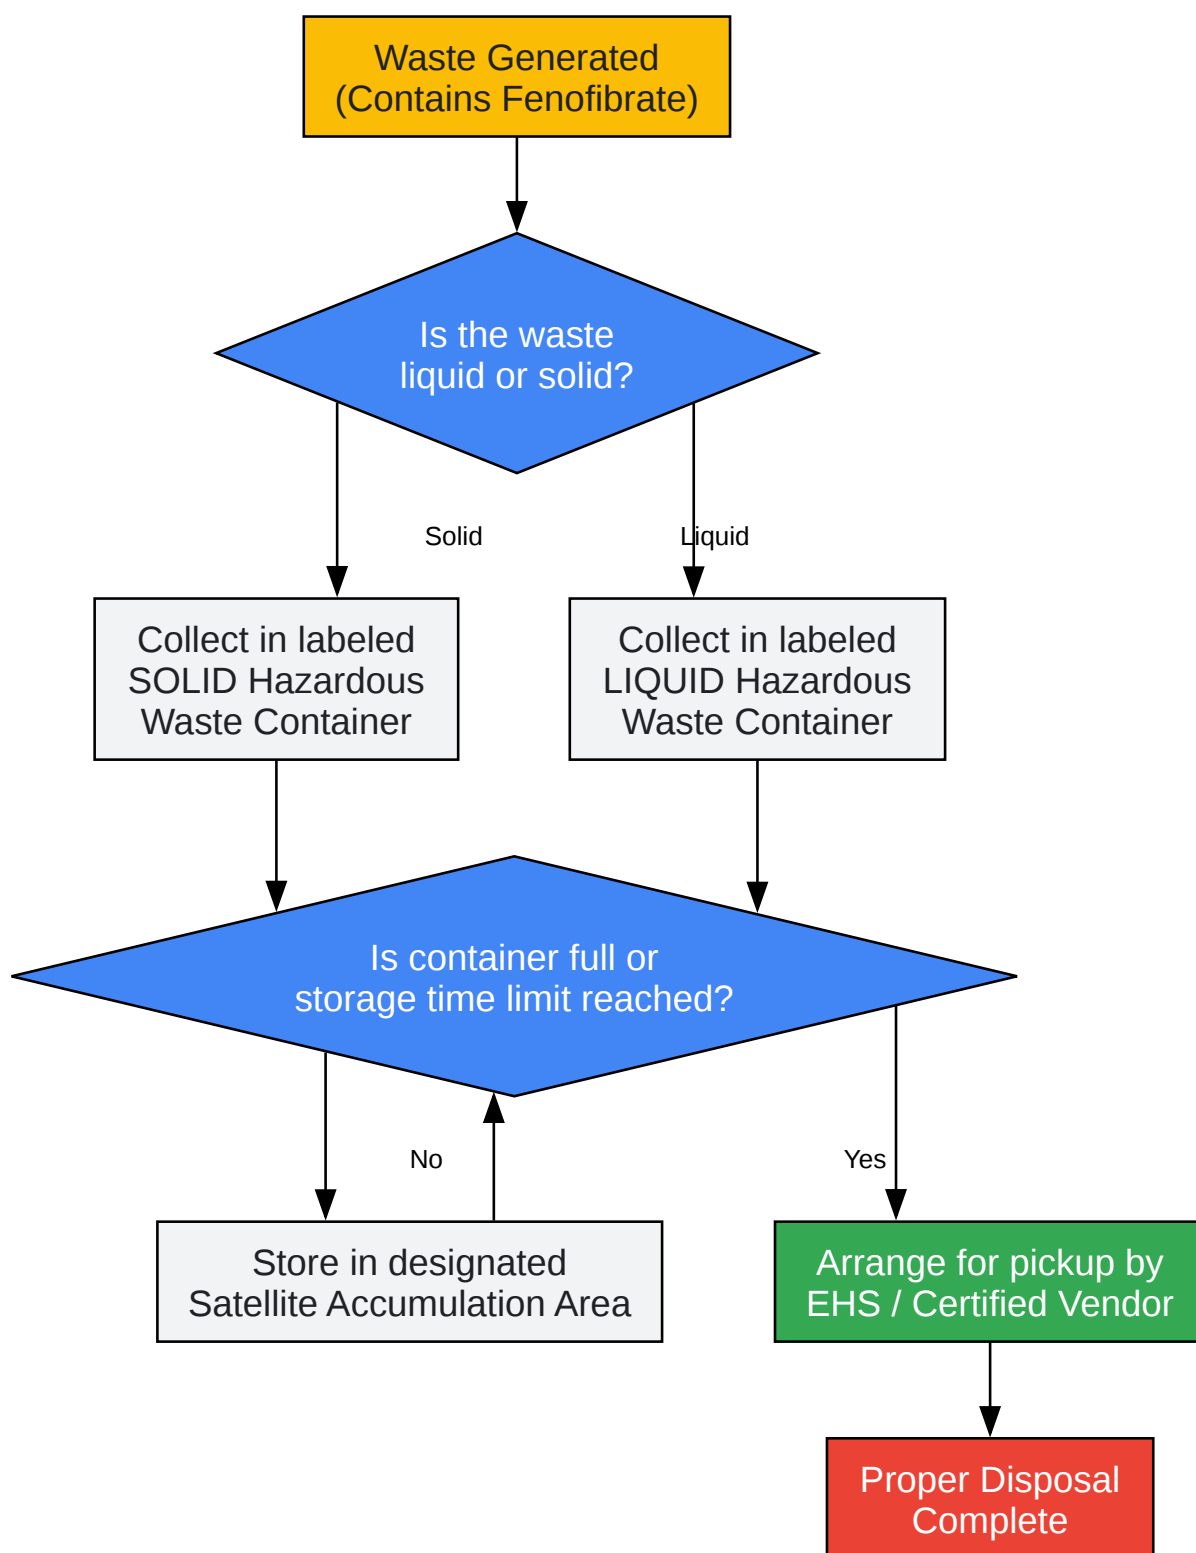 Waste Generated
(Contains Fenofibrate)
Is the waste
liquid or solid?
Solid
Liquid
Collect in labeled
SOLID Hazardous
Waste Container
Collect in labeled
LIQUID Hazardous
Waste Container
Is container full or
storage time limit reached?
No
Yes
Store in designated
Satellite Accumulation Area
Arrange for pickup by
EHS / Certified Vendor
Proper Disposal
Complete